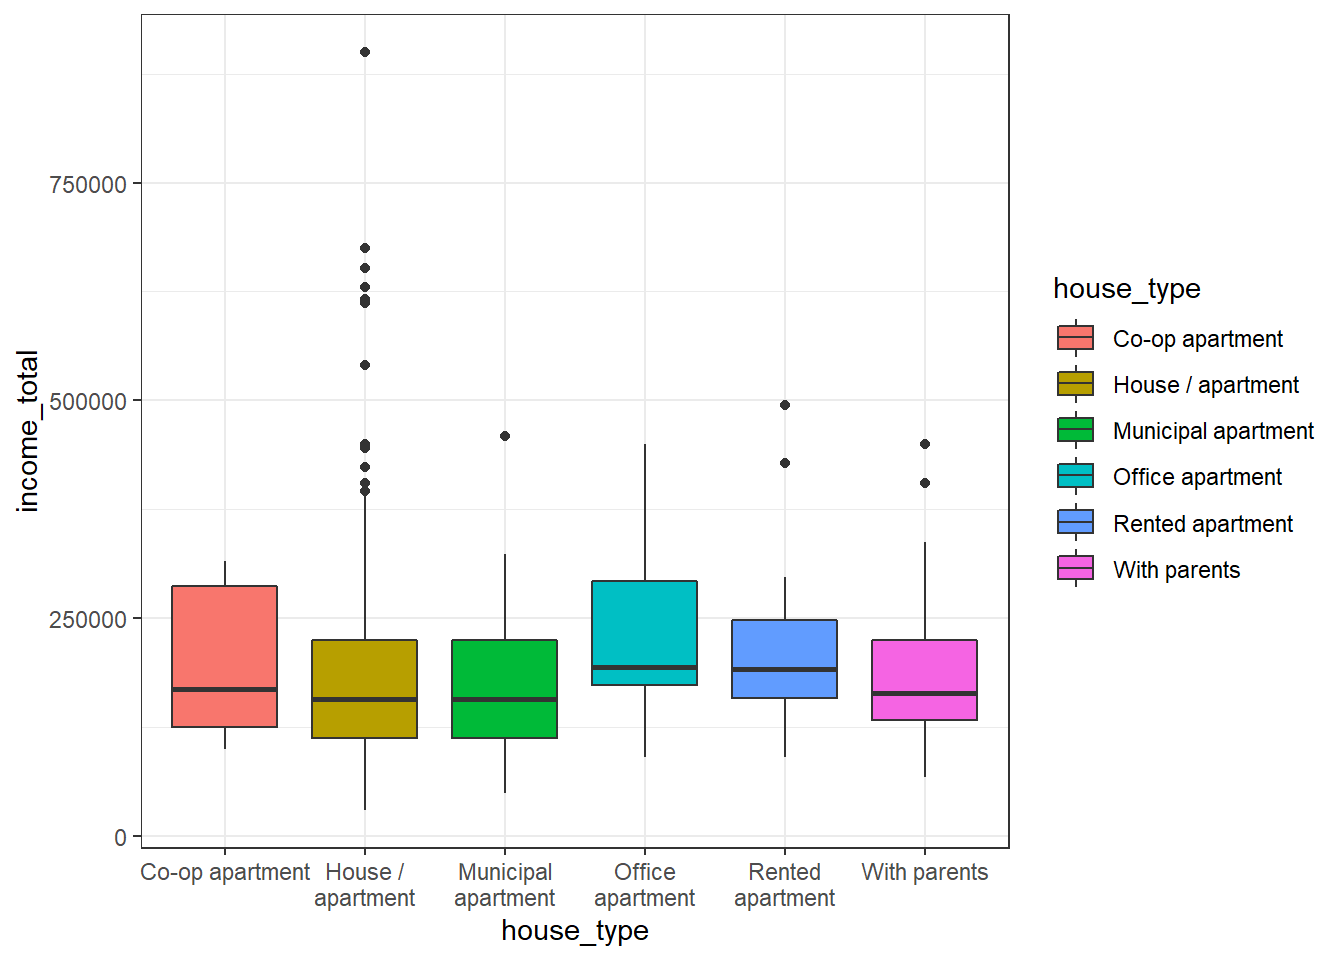 income_total
750000
500000
250000
0
Co-op apartment
House /
apartment
Municipal
apartment
Office
apartment
Rented
apartment
With parents
house_type
house_type
Co-op apartment
House / apartment
Municipal apartment
Office apartment
Rented apartment
With parents